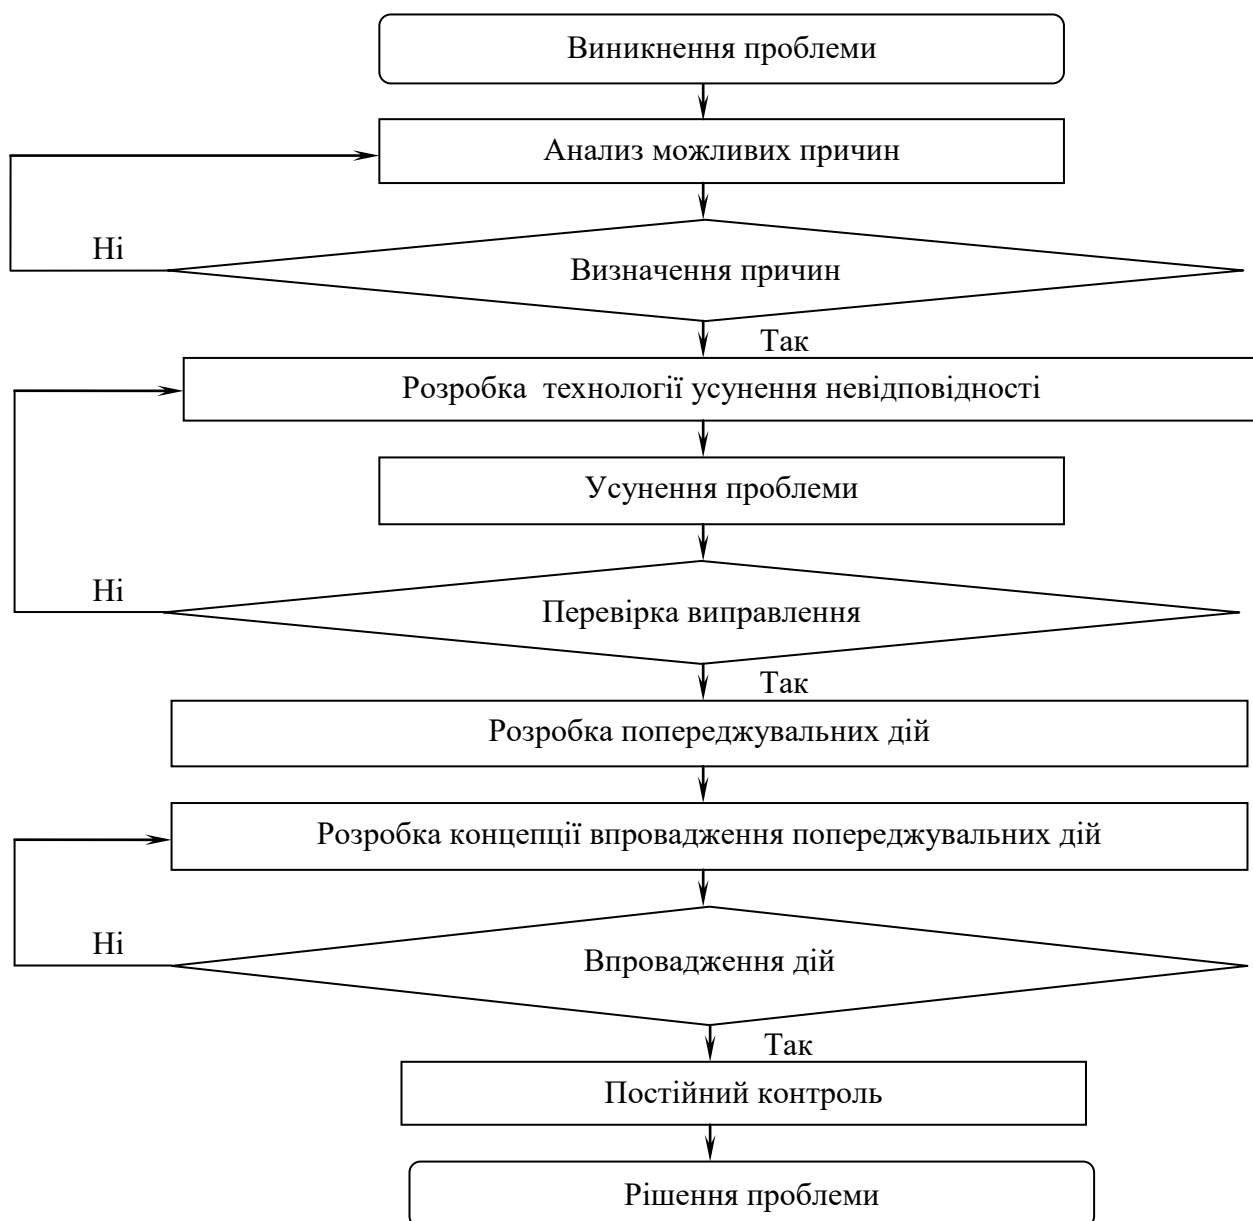 Виникнення проблеми
Анализ можливих причин
Ні
Визначення причин
Так
Розробка технології усунення невідповідності
Усунення проблеми
Ні
Перевірка виправлення
Так
Розробка попереджувальних дій
Розробка концепції впровадження попереджувальних дій
Ні
Впровадження дій
Так
Постійний контроль
Рішення проблеми